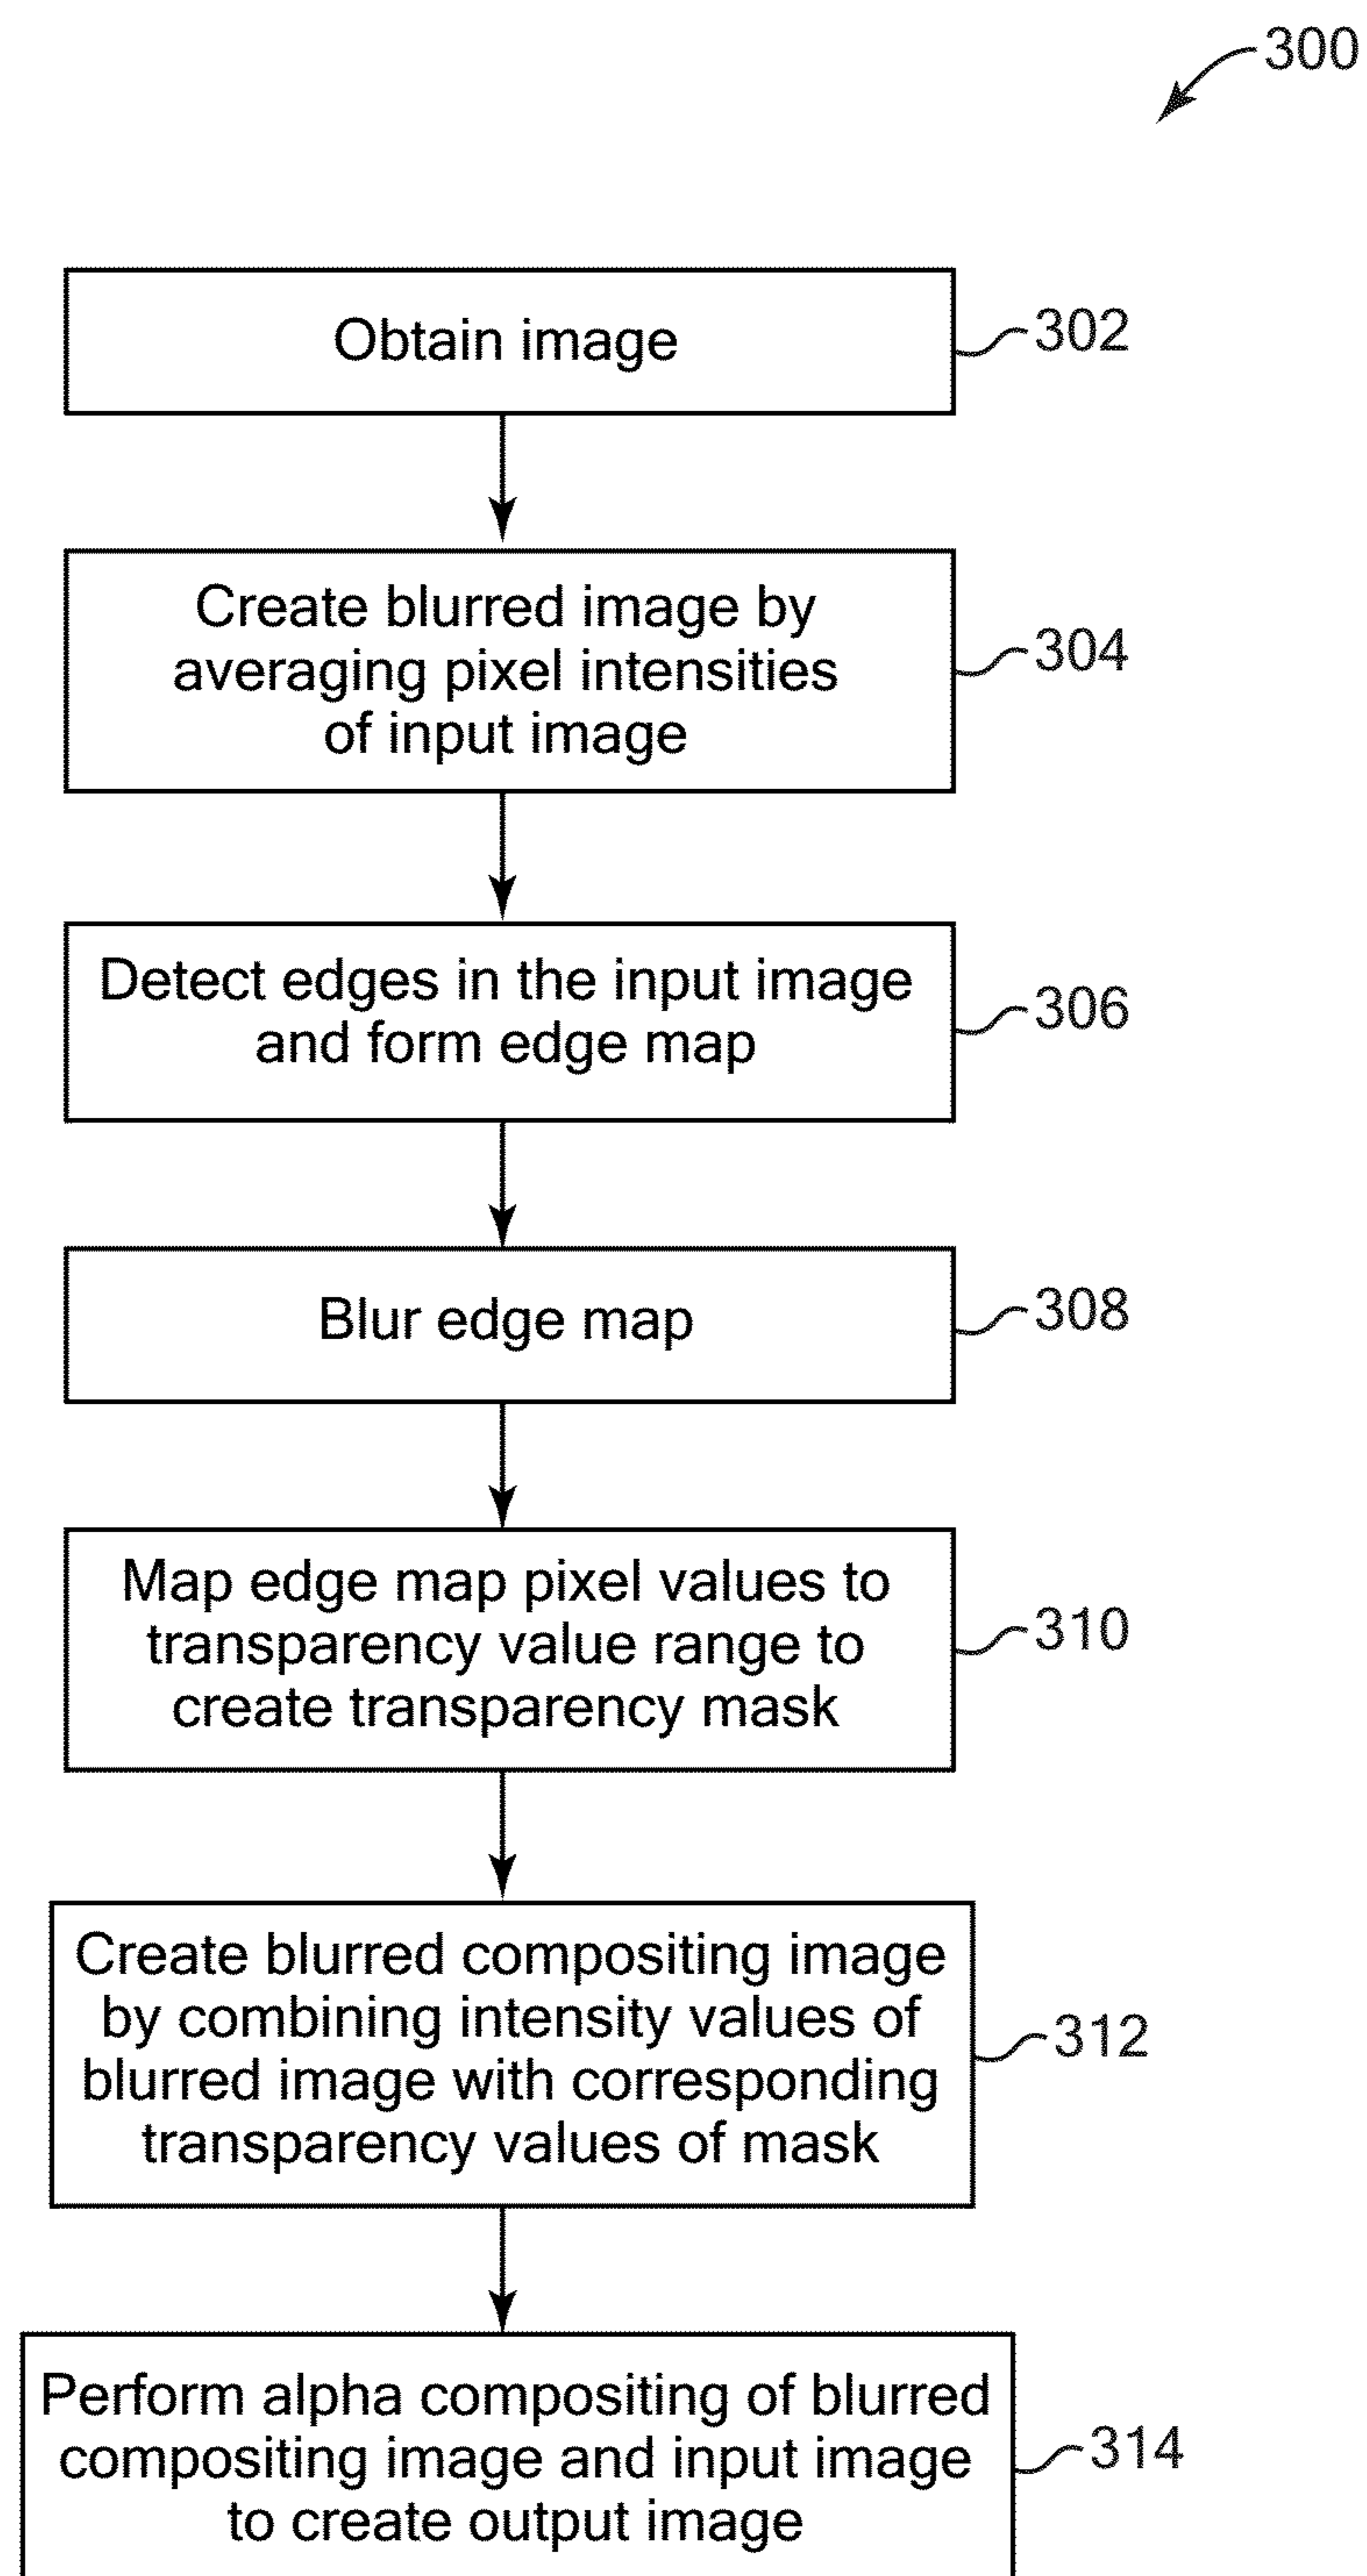 300
Obtain image
302
Create blurred image by
averaging pixel intensities
of input image
304
Detect edges in the input image
and form edge map
306
Blur edge map
308
Map edge map pixel values to
transparency value range to
create transparency mask
310
Create blurred compositing image
by combining intensity values of
blurred image with corresponding
transparency values of mask
312
Perform alpha compositing of blurred
compositing image and input image
to create output image
314